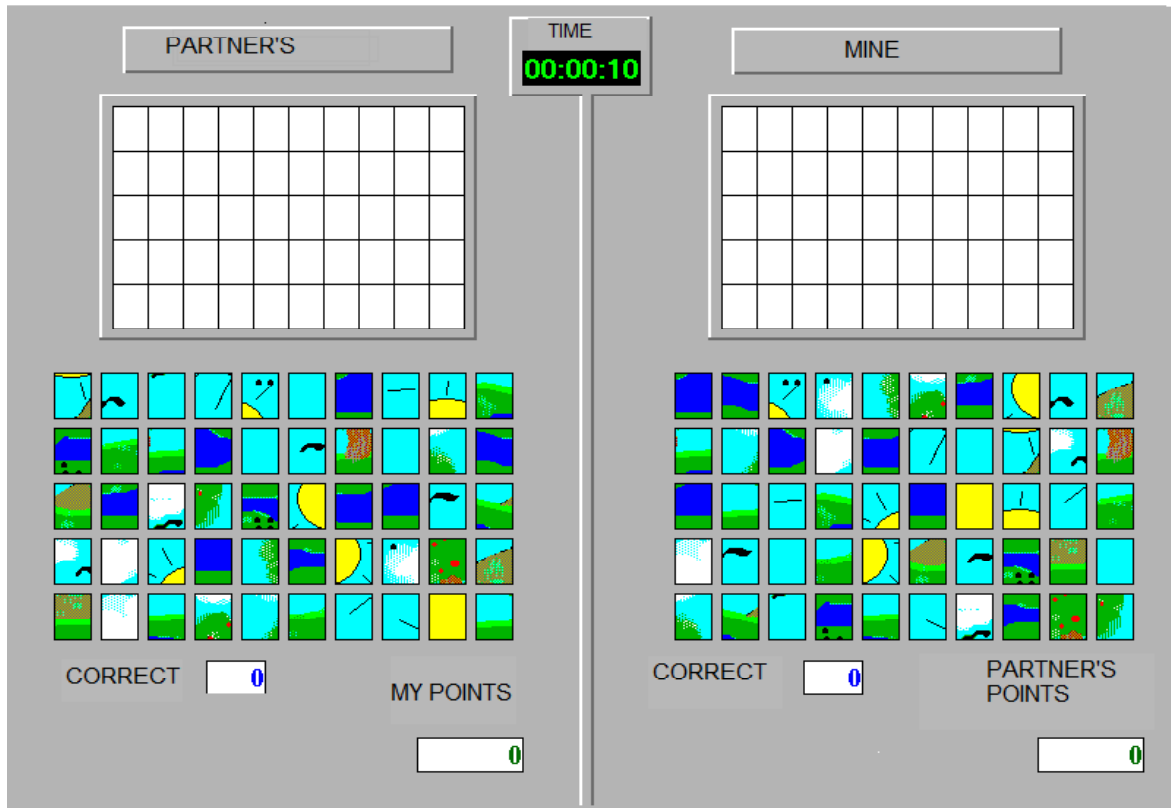 PARTNER'S
TIME
00:00:10
MINE
CORRECT
0
MY POINTS
0
CORRECT
0
PARTNER'S
POINTS
0